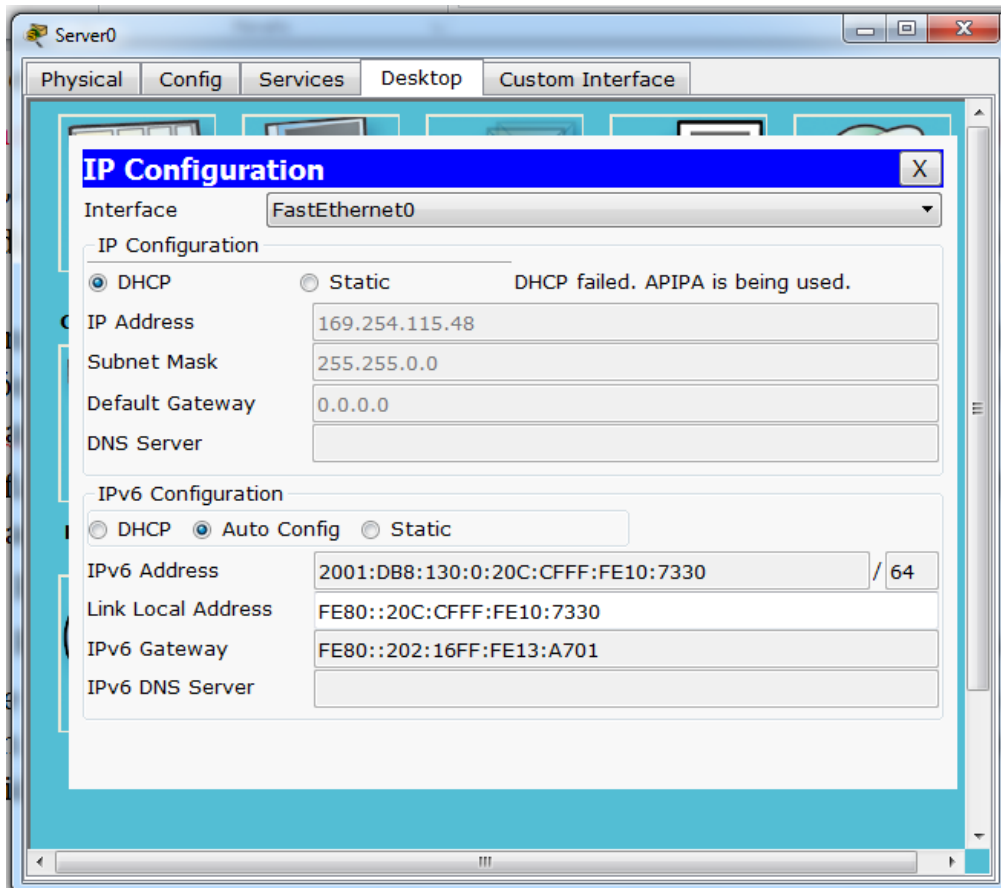 Server0
Physical Config Services Desktop Custom Interface
IP Configuration X
Interface FastEthernet0
IP Configuration
DHCP Static DHCP failed. APIPA is being used.
IP Address 169.254.115.48
Subnet Mask 255.255.0.0
Default Gateway 0.0.0.0
DNS Server
IPv6 Configuration
DHCP Auto Config Static
IPv6 Address 2001:DB8:130:0:20C:CFFF:FE10:7330 / 64
Link Local Address FE80::20C:CFFF:FE10:7330
IPv6 Gateway FE80::202:16FF:FE13:A701
IPv6 DNS Server